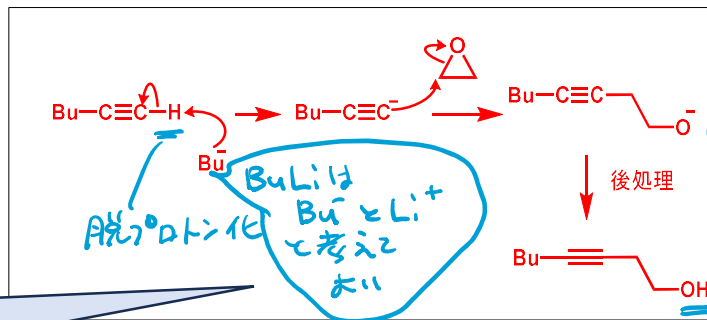 O
Bu-C≡C-H
Bu-C≡C⁻
Bu-C≡C
O⁻
Bu⁻
BuLiは
Bu⁻とLi⁺
と考えて
よい
脱プロトン化
後処理
Bu
OH